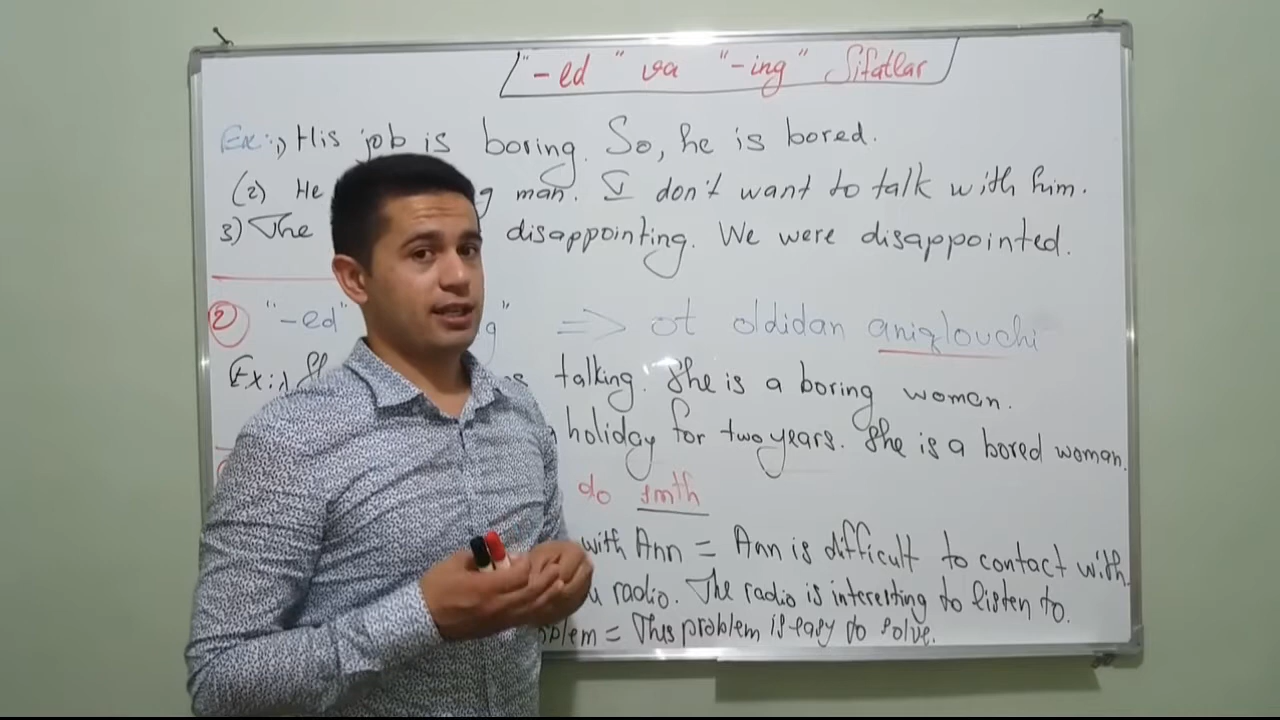 "-ed" va "-ing" Sifatlar
Ex: 1) His job is boring. So, he is bored.
(2) He man. I don't want to talk with him.
3) The disappointing. We were disappointed.
2 "-ed" "
=> ot oldidan aniqlovchi
Ex: 1) talking. She is a boring woman.
holiday for two years. She is a bored woman.
do smth
with Ann = Ann is difficult to contact with.
radio. The radio is interesting to listen to.
= This problem is easy to solve.